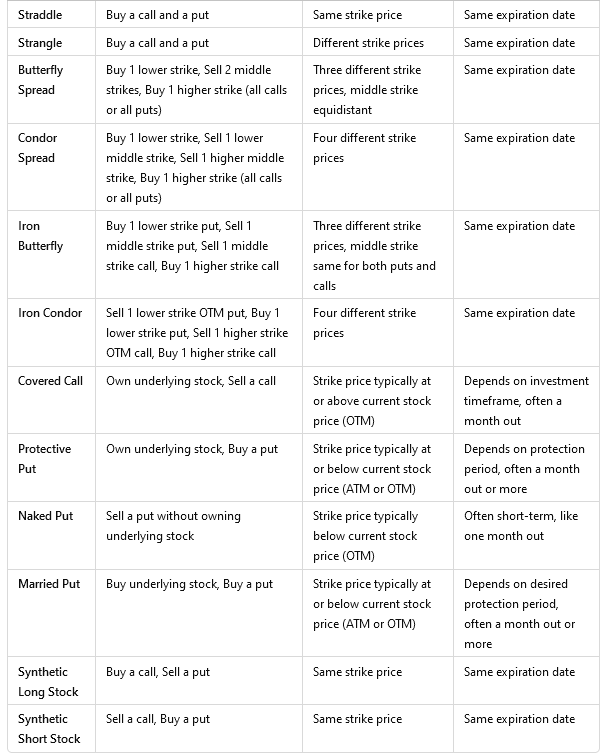 Straddle
Buy a call and a put
Same strike price
Same expiration date
Strangle
Buy a call and a put
Different strike prices
Same expiration date
Butterfly
Spread
Buy 1 lower strike, Sell 2 middle
strikes, Buy 1 higher strike (all calls
or all puts)
Three different strike
prices, middle strike
equidistant
Same expiration date
Condor
Spread
Buy 1 lower strike, Sell 1 lower
middle strike, Sell 1 higher middle
strike, Buy 1 higher strike (all calls
or all puts)
Four different strike
prices
Same expiration date
Iron
Butterfly
Buy 1 lower strike put, Sell 1
middle strike put, Sell 1 middle
strike call, Buy 1 higher strike call
Three different strike
prices, middle strike
same for both puts and
calls
Same expiration date
Iron Condor
Sell 1 lower strike OTM put, Buy 1
lower strike put, Sell 1 higher strike
OTM call, Buy 1 higher strike call
Four different strike
prices
Same expiration date
Covered Call
Own underlying stock, Sell a call
Strike price typically at
or above current stock
price (OTM)
Depends on investment
timeframe, often a
month out
Protective
Put
Own underlying stock, Buy a put
Strike price typically at
or below current stock
price (ATM or OTM)
Depends on protection
period, often a month
out or more
Naked Put
Sell a put without owning
underlying stock
Strike price typically
below current stock
price (OTM)
Often short-term, like
one month out
Married Put
Buy underlying stock, Buy a put
Strike price typically at
or below current stock
price (ATM or OTM)
Depends on desired
protection period,
often a month out or
more
Synthetic
Long Stock
Buy a call, Sell a put
Same strike price
Same expiration date
Synthetic
Short Stock
Sell a call, Buy a put
Same strike price
Same expiration date